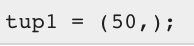 tup1 = (50,);